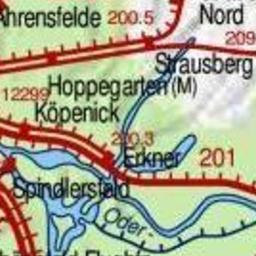 Ahrensfelde 200.5 Nord
209
Strausberg
Hoppegarten (M)
12299
Köpenick
200.3
Erkner 201
Spindlersfeld
Oder-